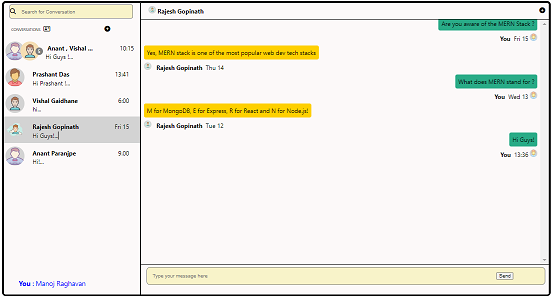 Search for Conversation
CONVERSATIONS
Anant , Vishal ... 10:15
Hi Guys !...
Prashant Das 13:41
Hi Prashant !...
Vishal Gaidhane 6:00
hi...
Rajesh Gopinath Fri 15
Hi Guys!...
Anant Paranjpe 9:00
Hi!...
You : Manoj Raghavan
Rajesh Gopinath
Are you aware of the MERN Stack ?
You Fri 15
Yes, MERN stack is one of the most popular web dev tech stacks
Rajesh Gopinath Thu 14
What does MERN stand for ?
You Wed 13
M for MongoDB, E for Express, R for React and N for Node.js!
Rajesh Gopinath Tue 12
Hi Guys!
You 13:36
Type your message here.
Send